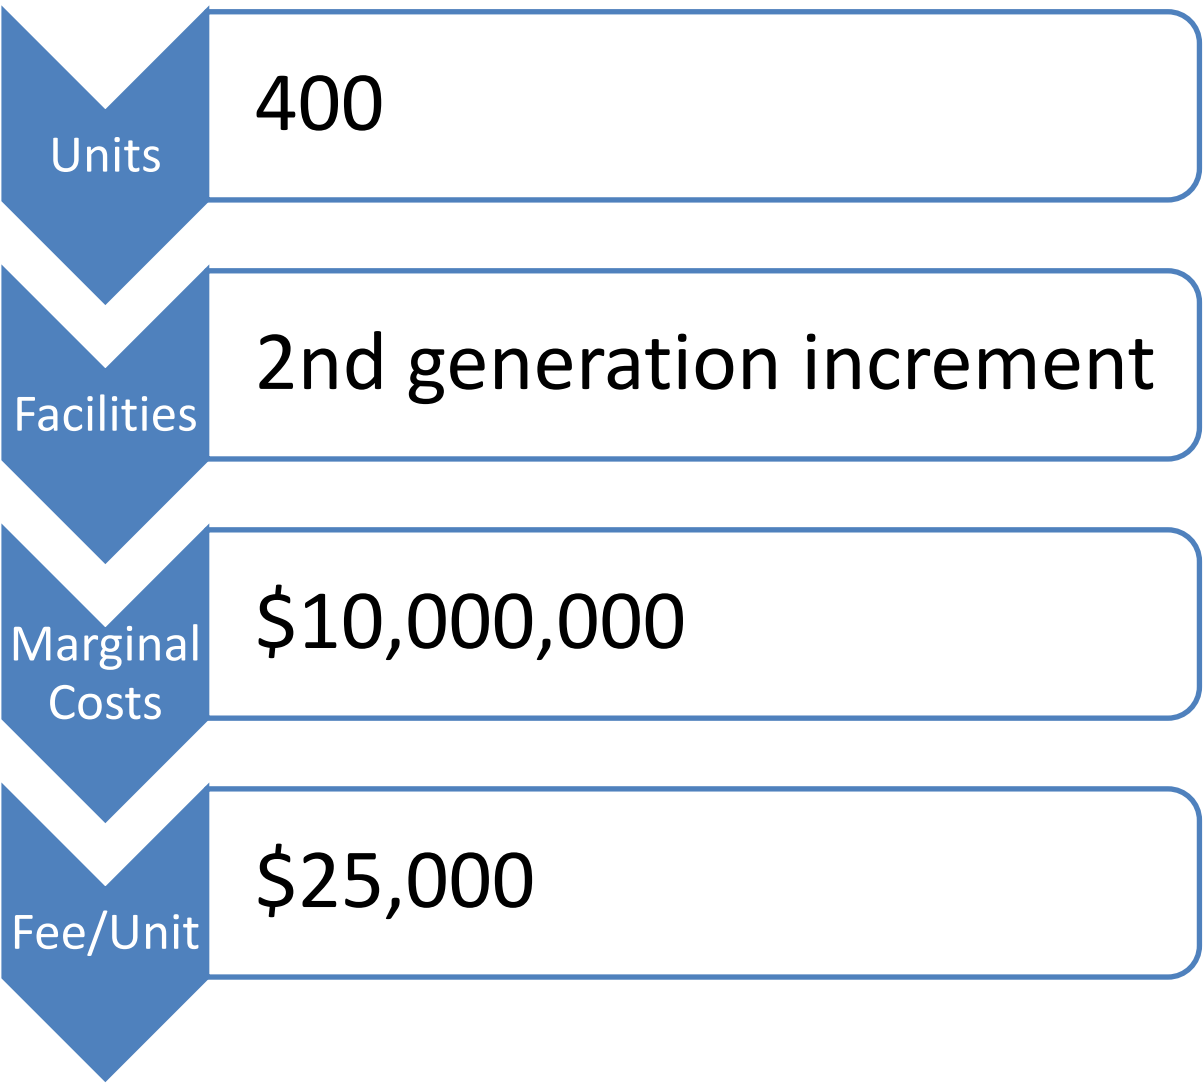 Units
400
Facilities
2nd generation increment
Marginal
Costs
$10,000,000
Fee/Unit
$25,000